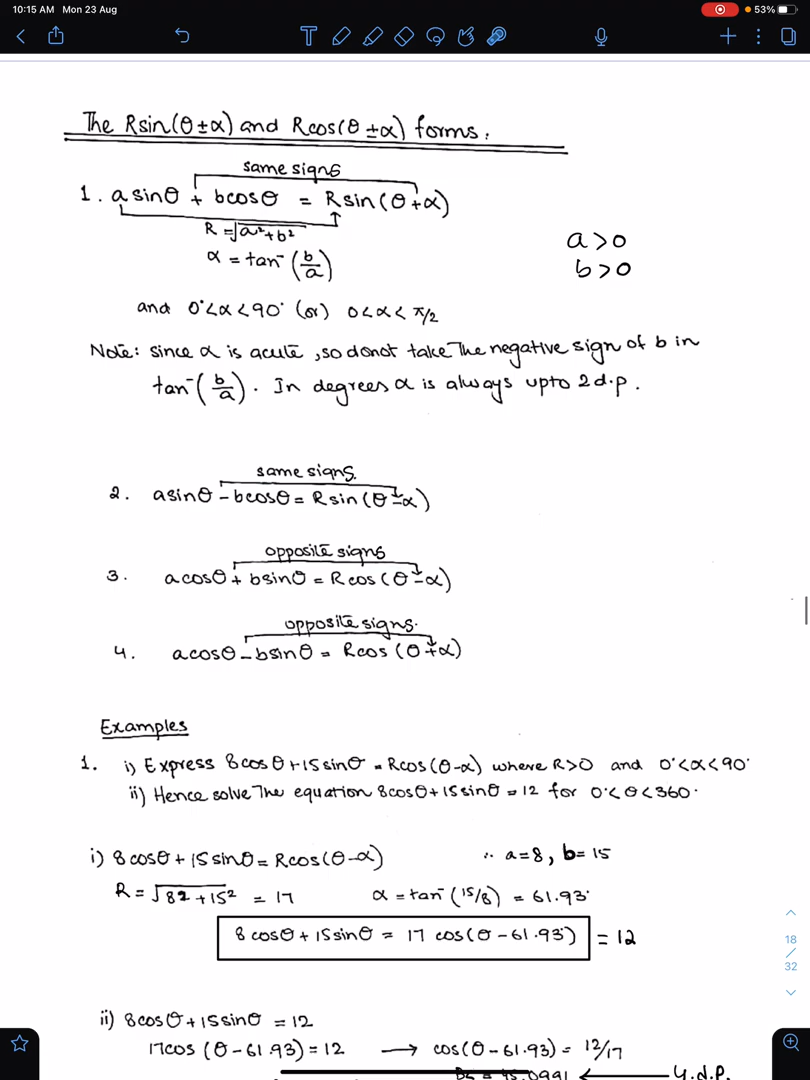 10:15 AM Mon 23 Aug
53%
The Rsin(θ±α) and Rcos(θ±α) forms.
same signs
1. asinθ + bcosθ = Rsin(θ+α)
R = √a²+b²
α = tan⁻(b/a)
a>0
b>0
and 0°<α<90° (or) 0<α<π/2
Note: since α is acute, so donot take The negative sign of b in
tan⁻(b/a). In degrees α is always upto 2d.p.
same signs.
2. asinθ - bcosθ = Rsin(θ-α)
opposite signs
3. acosθ + bsinθ = Rcos(θ-α)
opposite signs.
4. acosθ - bsinθ = Rcos(θ+α)
Examples
1. i) Express 8cosθ+15sinθ = Rcos(θ-α) where R>0 and 0°<α<90°
ii) Hence solve The equation 8cosθ+15sinθ = 12 for 0°<θ<360°
i) 8cosθ+15sinθ = Rcos(θ-α) ∴ a=8, b=15
R = √8²+15² = 17 α = tan⁻(15/8) = 61.93°
8cosθ+15sinθ = 17 cos(θ-61.93°) = 12
18
/
32
ii) 8cosθ+15sinθ = 12
17cos(θ-61.93) = 12 → cos(θ-61.93) = 12/17
4.d.p.